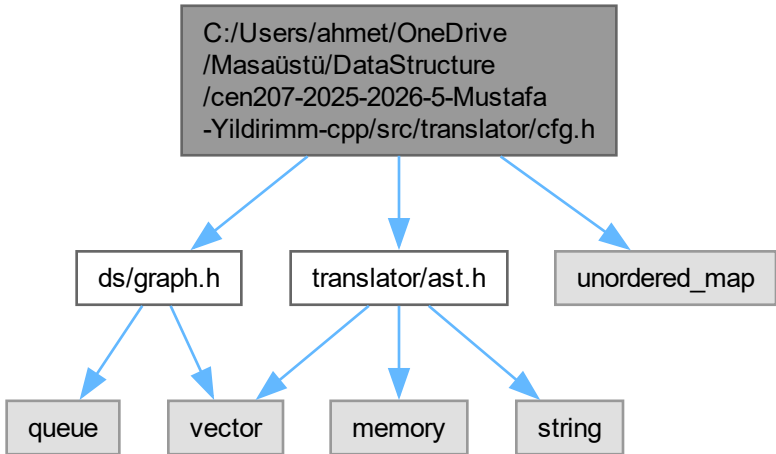 C:/Users/ahmet/OneDrive
/Masaüstü/DataStructure
/cen207-2025-2026-5-Mustafa
-Yildirimm-cpp/src/translator/cfg.h
ds/graph.h
translator/ast.h
unordered_map
queue
vector
memory
string